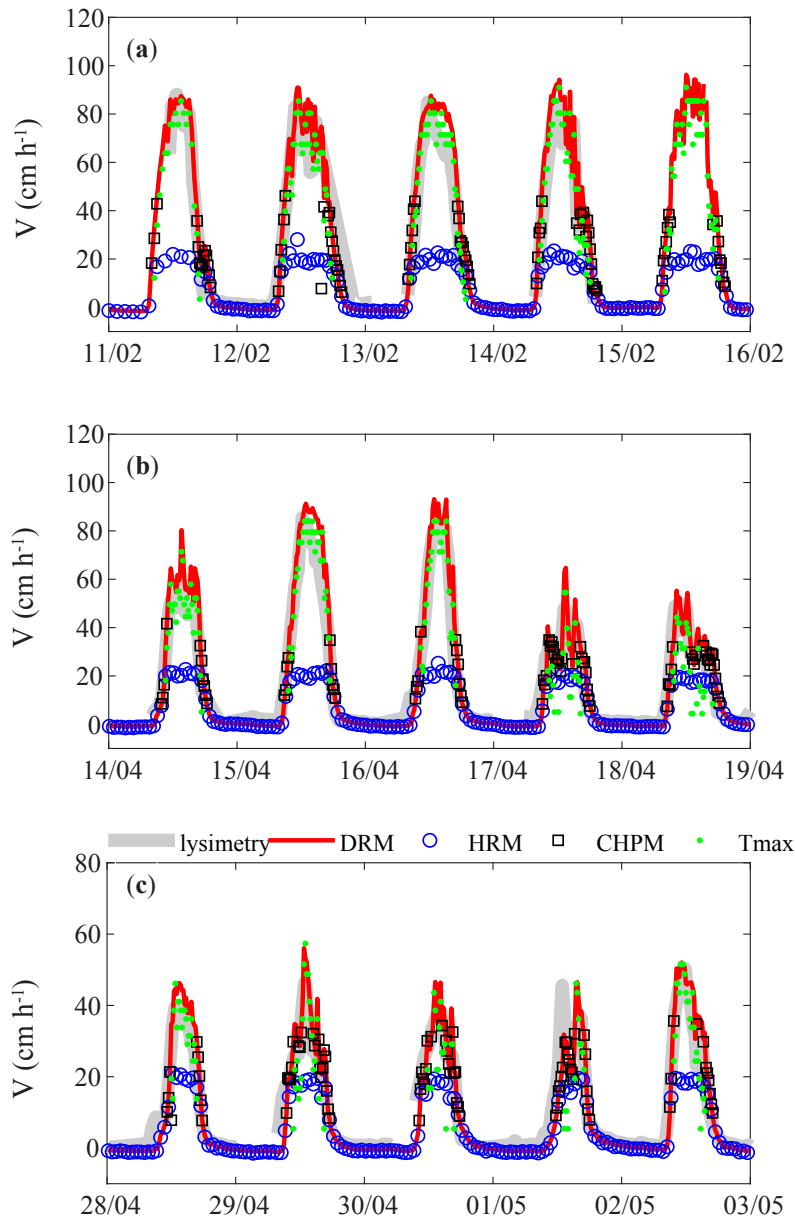 (a)
120
100
80
60
40
20
0
V (cm h⁻¹)
11/02 12/02 13/02 14/02 15/02 16/02
(b)
120
100
80
60
40
20
0
V (cm h⁻¹)
14/04 15/04 16/04 17/04 18/04 19/04
lysimetry DRM HRM CHPM Tmax
(c)
80
60
40
20
0
V (cm h⁻¹)
28/04 29/04 30/04 01/05 02/05 03/05